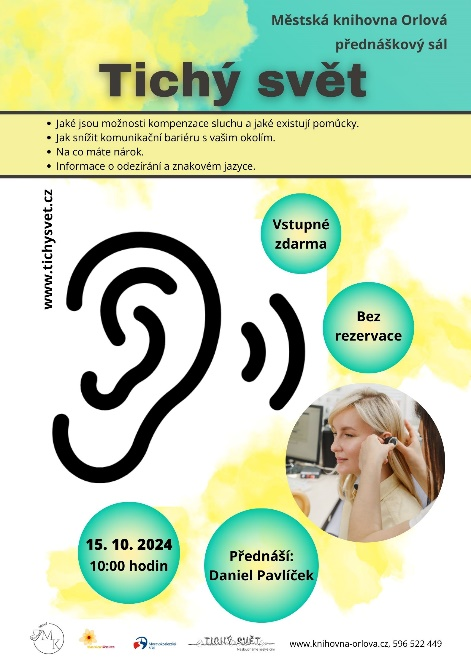 Městská knihovna Orlová
přednáškový sál
Tichý svět
• Jaké jsou možnosti kompenzace sluchu a jaké existují pomůcky.
• Jak snížit komunikační bariéru s vašim okolím.
• Na co máte nárok.
• Informace o odezírání a znakovém jazyce.
www.tichysvet.cz
Vstupné
zdarma
Bez
rezervace
15. 10. 2024
10:00 hodin
Přednáší:
Daniel Pavlíček
MK
TICHÝ SVĚT
www.knihovna-orlova.cz, 596 522 449